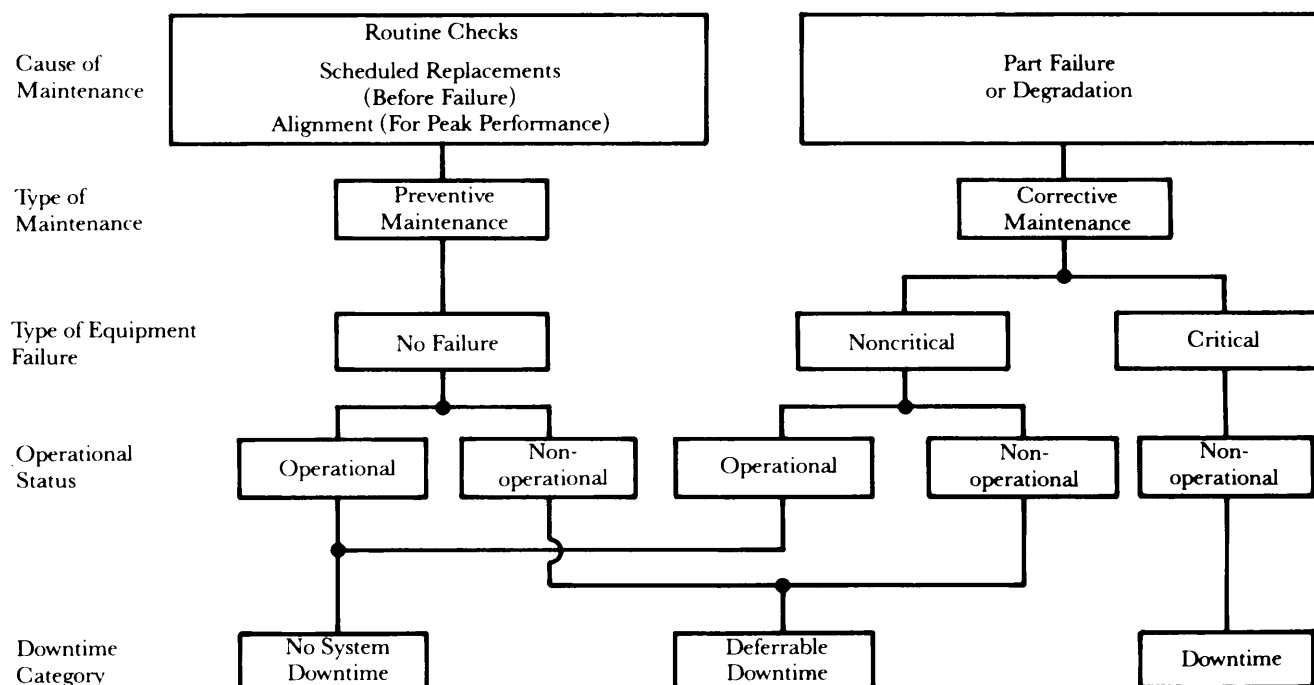 Cause of
Maintenance
Routine Checks
Scheduled Replacements
(Before Failure)
Alignment (For Peak Performance)
Part Failure
or Degradation
Type of
Maintenance
Preventive
Maintenance
Corrective
Maintenance
Type of Equipment
Failure
No Failure
Noncritical
Critical
Operational
Status
Operational
Non-
operational
Operational
Non-
operational
Non-
operational
Downtime
Category
No System
Downtime
Deferrable
Downtime
Downtime